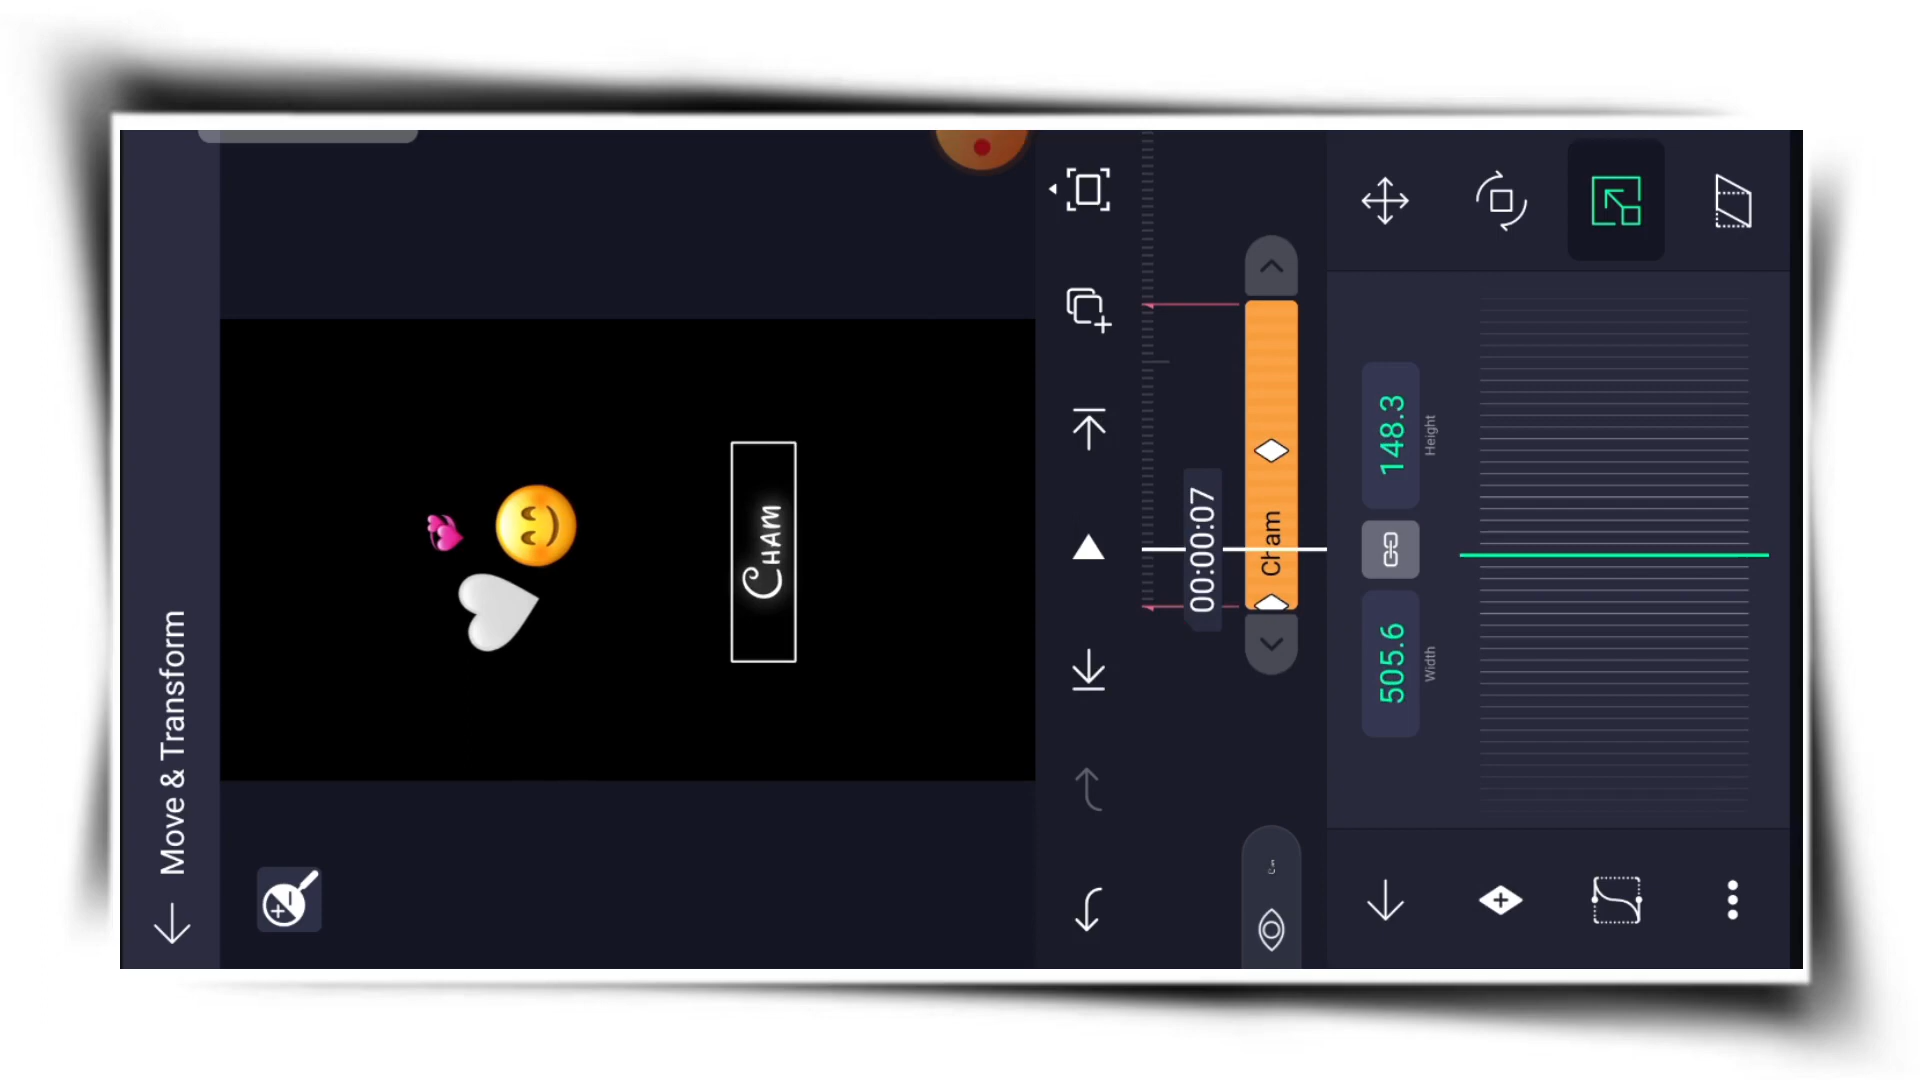 Move & Transform
Cham
00:00:07
Cham
505.6
Width
148.3
Height